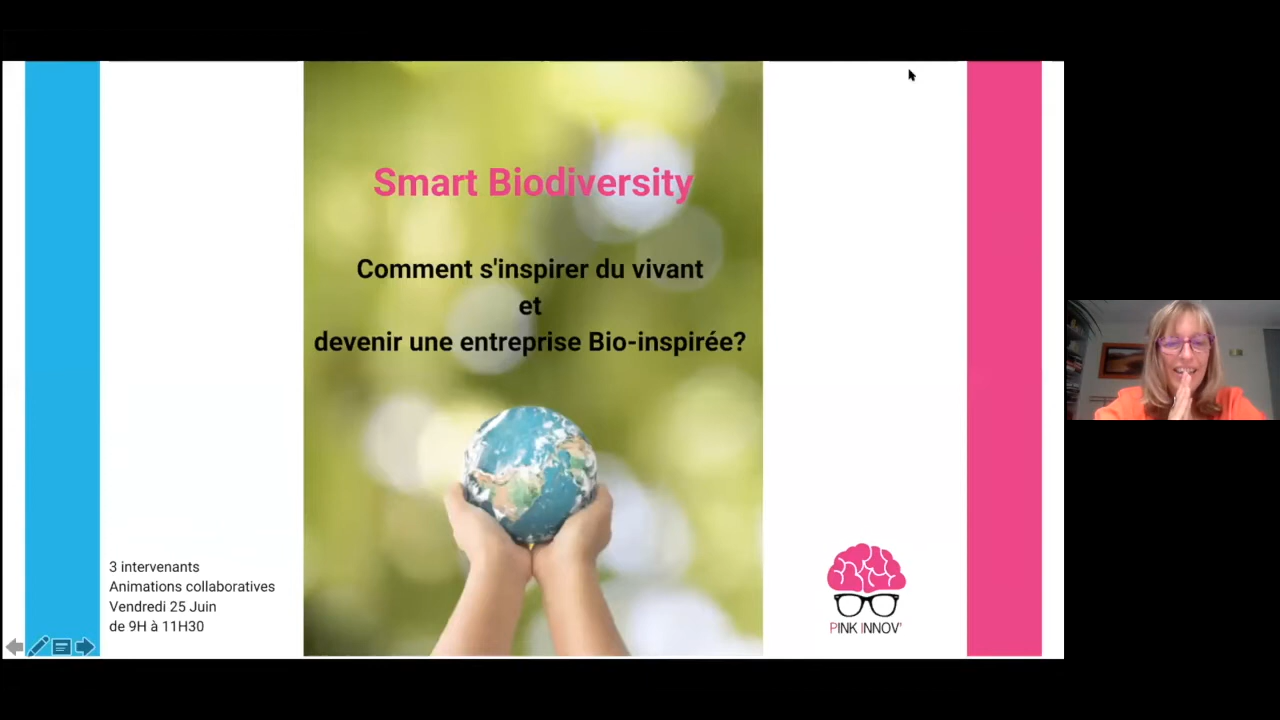 Smart Biodiversity
Comment s'inspirer du vivant
et
devenir une entreprise Bio-inspirée?
3 intervenants
Animations collaboratives
Vendredi 25 Juin
de 9H à 11H30
PINK INNOV'